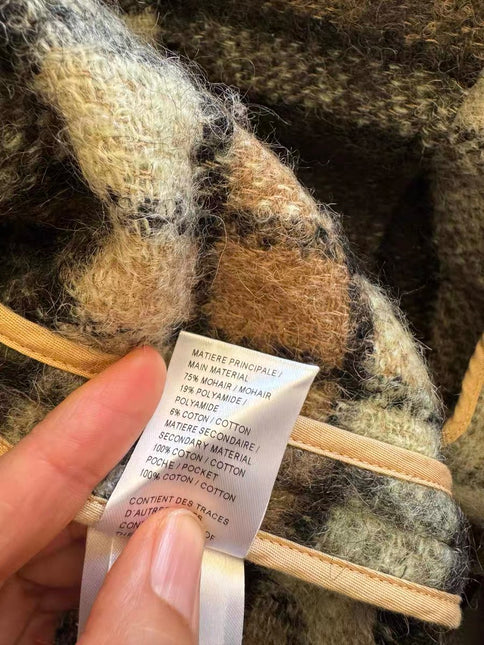 MATIERE PRINCIPALE /
MAIN MATERIAL
75% MOHAIR / MOHAIR
19% POLYAMIDE /
POLYAMIDE
6% COTON / COTTON
MATIERE SECONDAIRE /
SECONDARY MATERIAL
100% COTON / COTTON
POCHE / POCKET
100% COTON / COTTON
CONTIENT DES TRACES